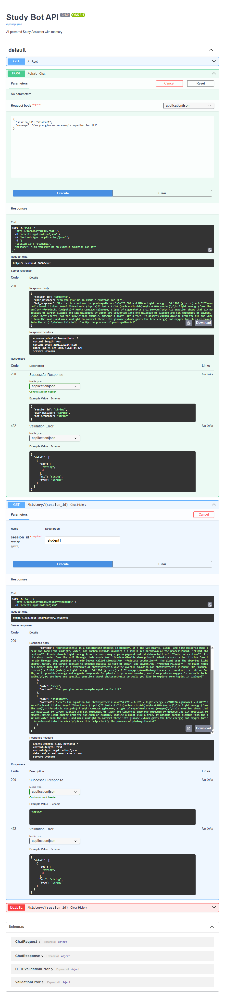 Study Bot API 0.1.0 OAS 3.1
/openapi.json
AI-powered Study Assistant with memory
default
GET / Root
POST /chat Chat
Parameters Cancel Reset
No parameters
Request body required application/json
{
"session_id": "student1",
"message": "Can you give me an example equation for it?"
}
Execute Clear
Responses
Curl
curl -X 'POST' \
'http://localhost:8000/chat' \
-H 'accept: application/json' \
-H 'Content-Type: application/json' \
-d '{
"session_id": "student1",
"message": "Can you give me an example equation for it?"
}'
Request URL
http://localhost:8000/chat
Server response
Code Details
200
Response body
{
"session_id": "student1",
"user_message": "Can you give me an example equation for it?",
"bot_response": "Here's the equation for photosynthesis:\n\n**6 CO2 + 6 H2O + light energy → C6H12O6 (glucose) + 6 O2**\n\n
Let's break it down:\n\n* **Reactants (inputs)**:\n\t+ 6 CO2 (carbon dioxide)\n\t+ 6 H2O (water)\n\t+ light energy (from the
sun)\n* **Products (outputs)**:\n\t+ C6H12O6 (glucose, a type of sugar)\n\t+ 6 O2 (oxygen)\n\nThis equation shows that six mo
lecules of carbon dioxide and six molecules of water are converted into one molecule of glucose and six molecules of oxygen,
using light energy from the sun.\n\nFor example, imagine a plant like a tree. It absorbs carbon dioxide from the air and wate
r from the soil, and uses sunlight to convert these into glucose (which gives the tree energy) and oxygen (which is released
into the air).\n\nDoes this help clarify the process of photosynthesis?"
}
Download
Response headers
access-control-allow-methods: *
content-length: 908
content-type: application/json
date: Sat,21 Feb 2026 15:40:41 GMT
server: uvicorn
Responses
Code Description Links
200 Successful Response No links
Media type
application/json
Controls Accept header.
Example Value Schema
{
"session_id": "string",
"user_message": "string",
"bot_response": "string"
}
422 Validation Error No links
Media type
application/json
Example Value Schema
{
"detail": [
{
"loc": [
"string",
0
],
"msg": "string",
"type": "string"
}
]
}
GET /history/{session_id} Chat History
Parameters Cancel
Name Description
session_id * required
string
(path)
student1
Execute Clear
Responses
Curl
curl -X 'GET' \
'http://localhost:8000/history/student1' \
-H 'accept: application/json'
Request URL
http://localhost:8000/history/student1
Server response
Code Details
200
Response body
"content": "Photosynthesis is a fascinating process in biology. It's the way plants, algae, and some bacteria make t
heir own food from sunlight, water, and carbon dioxide.\n\nHere's a simplified breakdown of the process:\n\n1. **Light abs
orption**: Plants absorb light energy from the sun using a green pigment called chlorophyll.\n2. **Water absorption**: Pla
nts absorb water from the soil through their roots.\n3. **Carbon dioxide absorption**: Plants absorb carbon dioxide from t
he air through tiny openings on their leaves called stomata.\n4. **Glucose production**: The plant uses the absorbed light
energy, water, and carbon dioxide to produce glucose (a type of sugar) and oxygen.\n5. **Oxygen release**: The plant relea
ses oxygen into the air as a byproduct of photosynthesis.\n\nThe overall equation for photosynthesis is:\n\n6 CO2 (carbon
dioxide) + 6 H2O (water) + light energy → C6H12O6 (glucose) + 6 O2 (oxygen)\n\nPhotosynthesis is essential for life on Ear
th, as it provides energy and organic compounds for plants to grow and develop, and also produces oxygen for animals to br
eathe.\n\nDo you have any specific questions about photosynthesis or would you like to explore more topics in biology?"
},
{
"role": "user",
"content": "Can you give me an example equation for it?"
},
{
"role": "assistant",
"content": "Here's the equation for photosynthesis:\n\n**6 CO2 + 6 H2O + light energy → C6H12O6 (glucose) + 6 O2**\n
\nLet's break it down:\n\n* **Reactants (inputs)**:\n\t+ 6 CO2 (carbon dioxide)\n\t+ 6 H2O (water)\n\t+ light energy (from
the sun)\n* **Products (outputs)**:\n\t+ C6H12O6 (glucose, a type of sugar)\n\t+ 6 O2 (oxygen)\n\nThis equation shows that
six molecules of carbon dioxide and six molecules of water are converted into one molecule of glucose and six molecules of
oxygen, using light energy from the sun.\n\nFor example, imagine a plant like a tree. It absorbs carbon dioxide from the a
ir and water from the soil, and uses sunlight to convert these into glucose (which gives the tree energy) and oxygen (whic
h is released into the air).\n\nDoes this help clarify the process of photosynthesis?"
}
]
}
Download
Response headers
access-control-allow-methods: *
content-length: 2234
content-type: application/json
date: Sat,21 Feb 2026 15:43:21 GMT
server: uvicorn
Responses
Code Description Links
200 Successful Response No links
Media type
application/json
Controls Accept header.
Example Value Schema
"string"
422 Validation Error No links
Media type
application/json
Example Value Schema
{
"detail": [
{
"loc": [
"string",
0
],
"msg": "string",
"type": "string"
}
]
}
DELETE /history/{session_id} Clear History
Schemas
ChatRequest Expand all object
ChatResponse Expand all object
HTTPValidationError Expand all object
ValidationError Expand all object